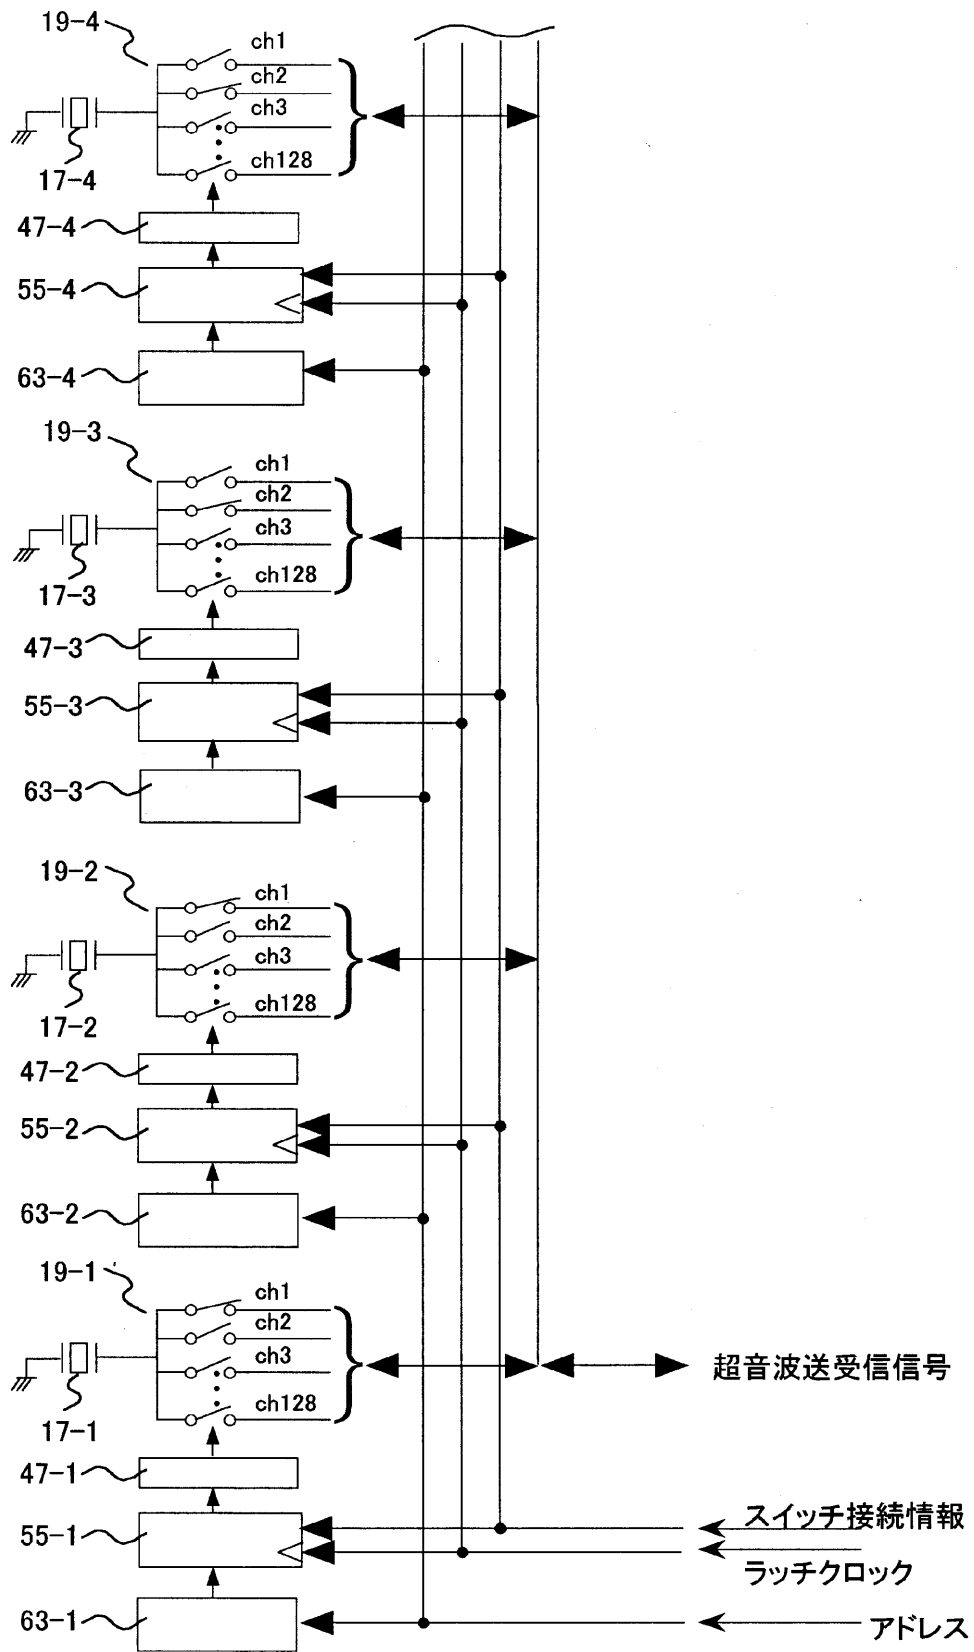 19-4
ch1
ch2
ch3
ch128
17-4
47-4
55-4
63-4
19-3
ch1
ch2
ch3
ch128
17-3
47-3
55-3
63-3
19-2
ch1
ch2
ch3
ch128
17-2
47-2
55-2
63-2
19-1
ch1
ch2
ch3
ch128
超音波送受信信号
17-1
47-1
スイッチ接続情報
55-1
ラッチクロック
63-1
アドレス